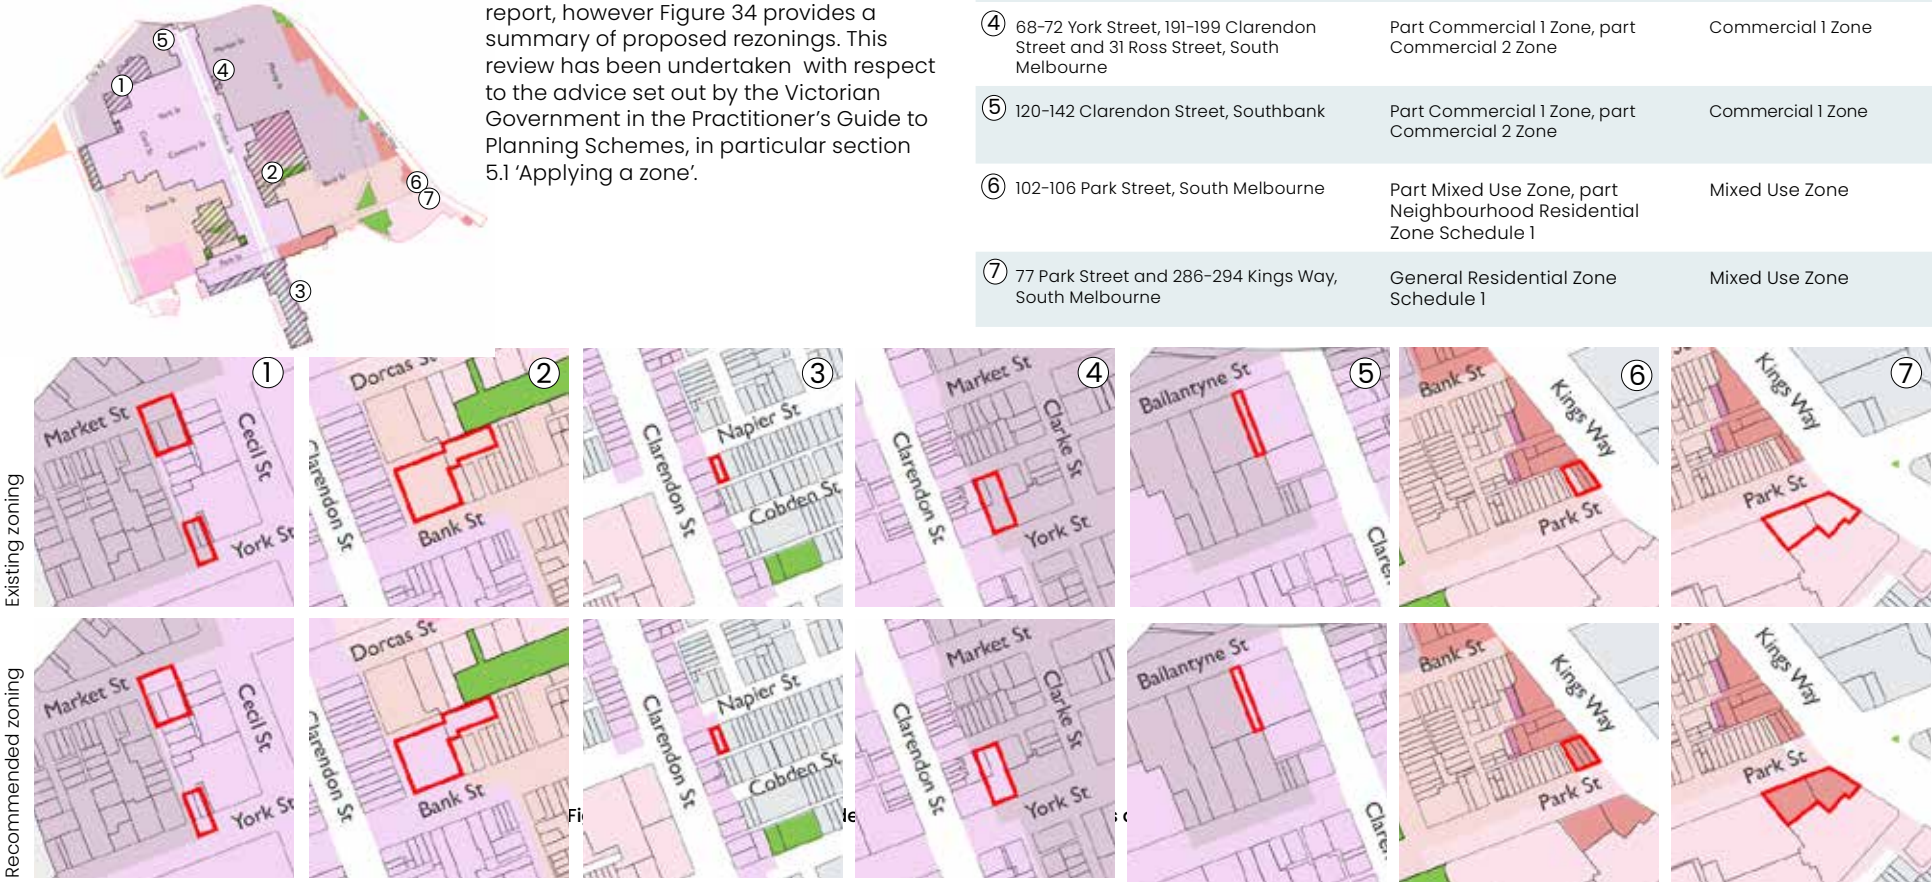 report, however Figure 34 provides a
summary of proposed rezonings. This
review has been undertaken with respect
to the advice set out by the Victorian
Government in the Practitioner's Guide to
Planning Schemes, in particular section
5.1 'Applying a zone'.
5
1
4
2
6
7
3
4 68-72 York Street, 191-199 Clarendon Street and 31 Ross Street, South Melbourne
Part Commercial 1 Zone, part Commercial 2 Zone
Commercial 1 Zone
5 120-142 Clarendon Street, Southbank
Part Commercial 1 Zone, part Commercial 2 Zone
Commercial 1 Zone
6 102-106 Park Street, South Melbourne
Part Mixed Use Zone, part Neighbourhood Residential Zone Schedule 1
Mixed Use Zone
7 77 Park Street and 286-294 Kings Way, South Melbourne
General Residential Zone Schedule 1
Mixed Use Zone
Existing zoning
1
Market St
Cecil St
York St
2
Dorcas St
Clarendon St
Bank St
3
Clarendon St
Napier St
Cobden St
4
Market St
Clarke St
Clarendon St
York St
5
Ballantyne St
6
Bank St
Kings Way
Park St
7
Kings Way
Park St
Recommended zoning
Market St
Cecil St
York St
Dorcas St
Clarendon St
Bank St
Clarendon St
Napier St
Cobden St
Market St
Clarke St
Clarendon St
York St
Ballantyne St
Bank St
Kings Way
Park St
Kings Way
Park St